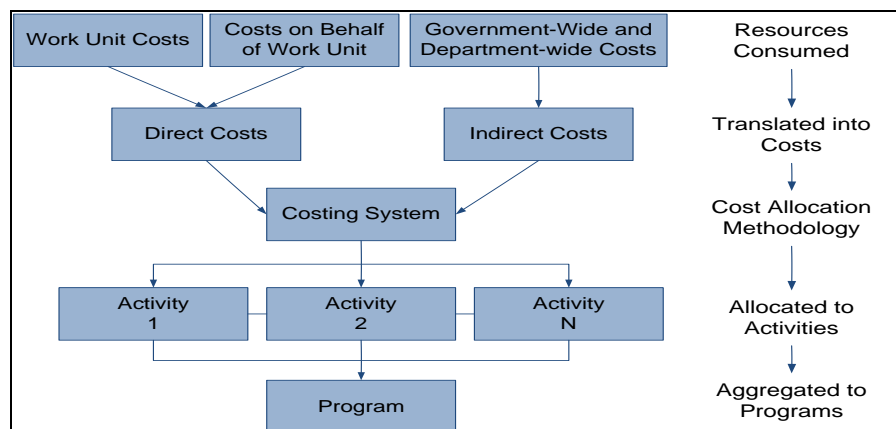 Work Unit Costs
Costs on Behalf
of Work Unit
Government-Wide and
Department-wide Costs
Resources
Consumed
Direct Costs
Indirect Costs
Translated into
Costs
Costing System
Cost Allocation
Methodology
Activity
1
Activity
2
Activity
N
Allocated to
Activities
Program
Aggregated to
Programs